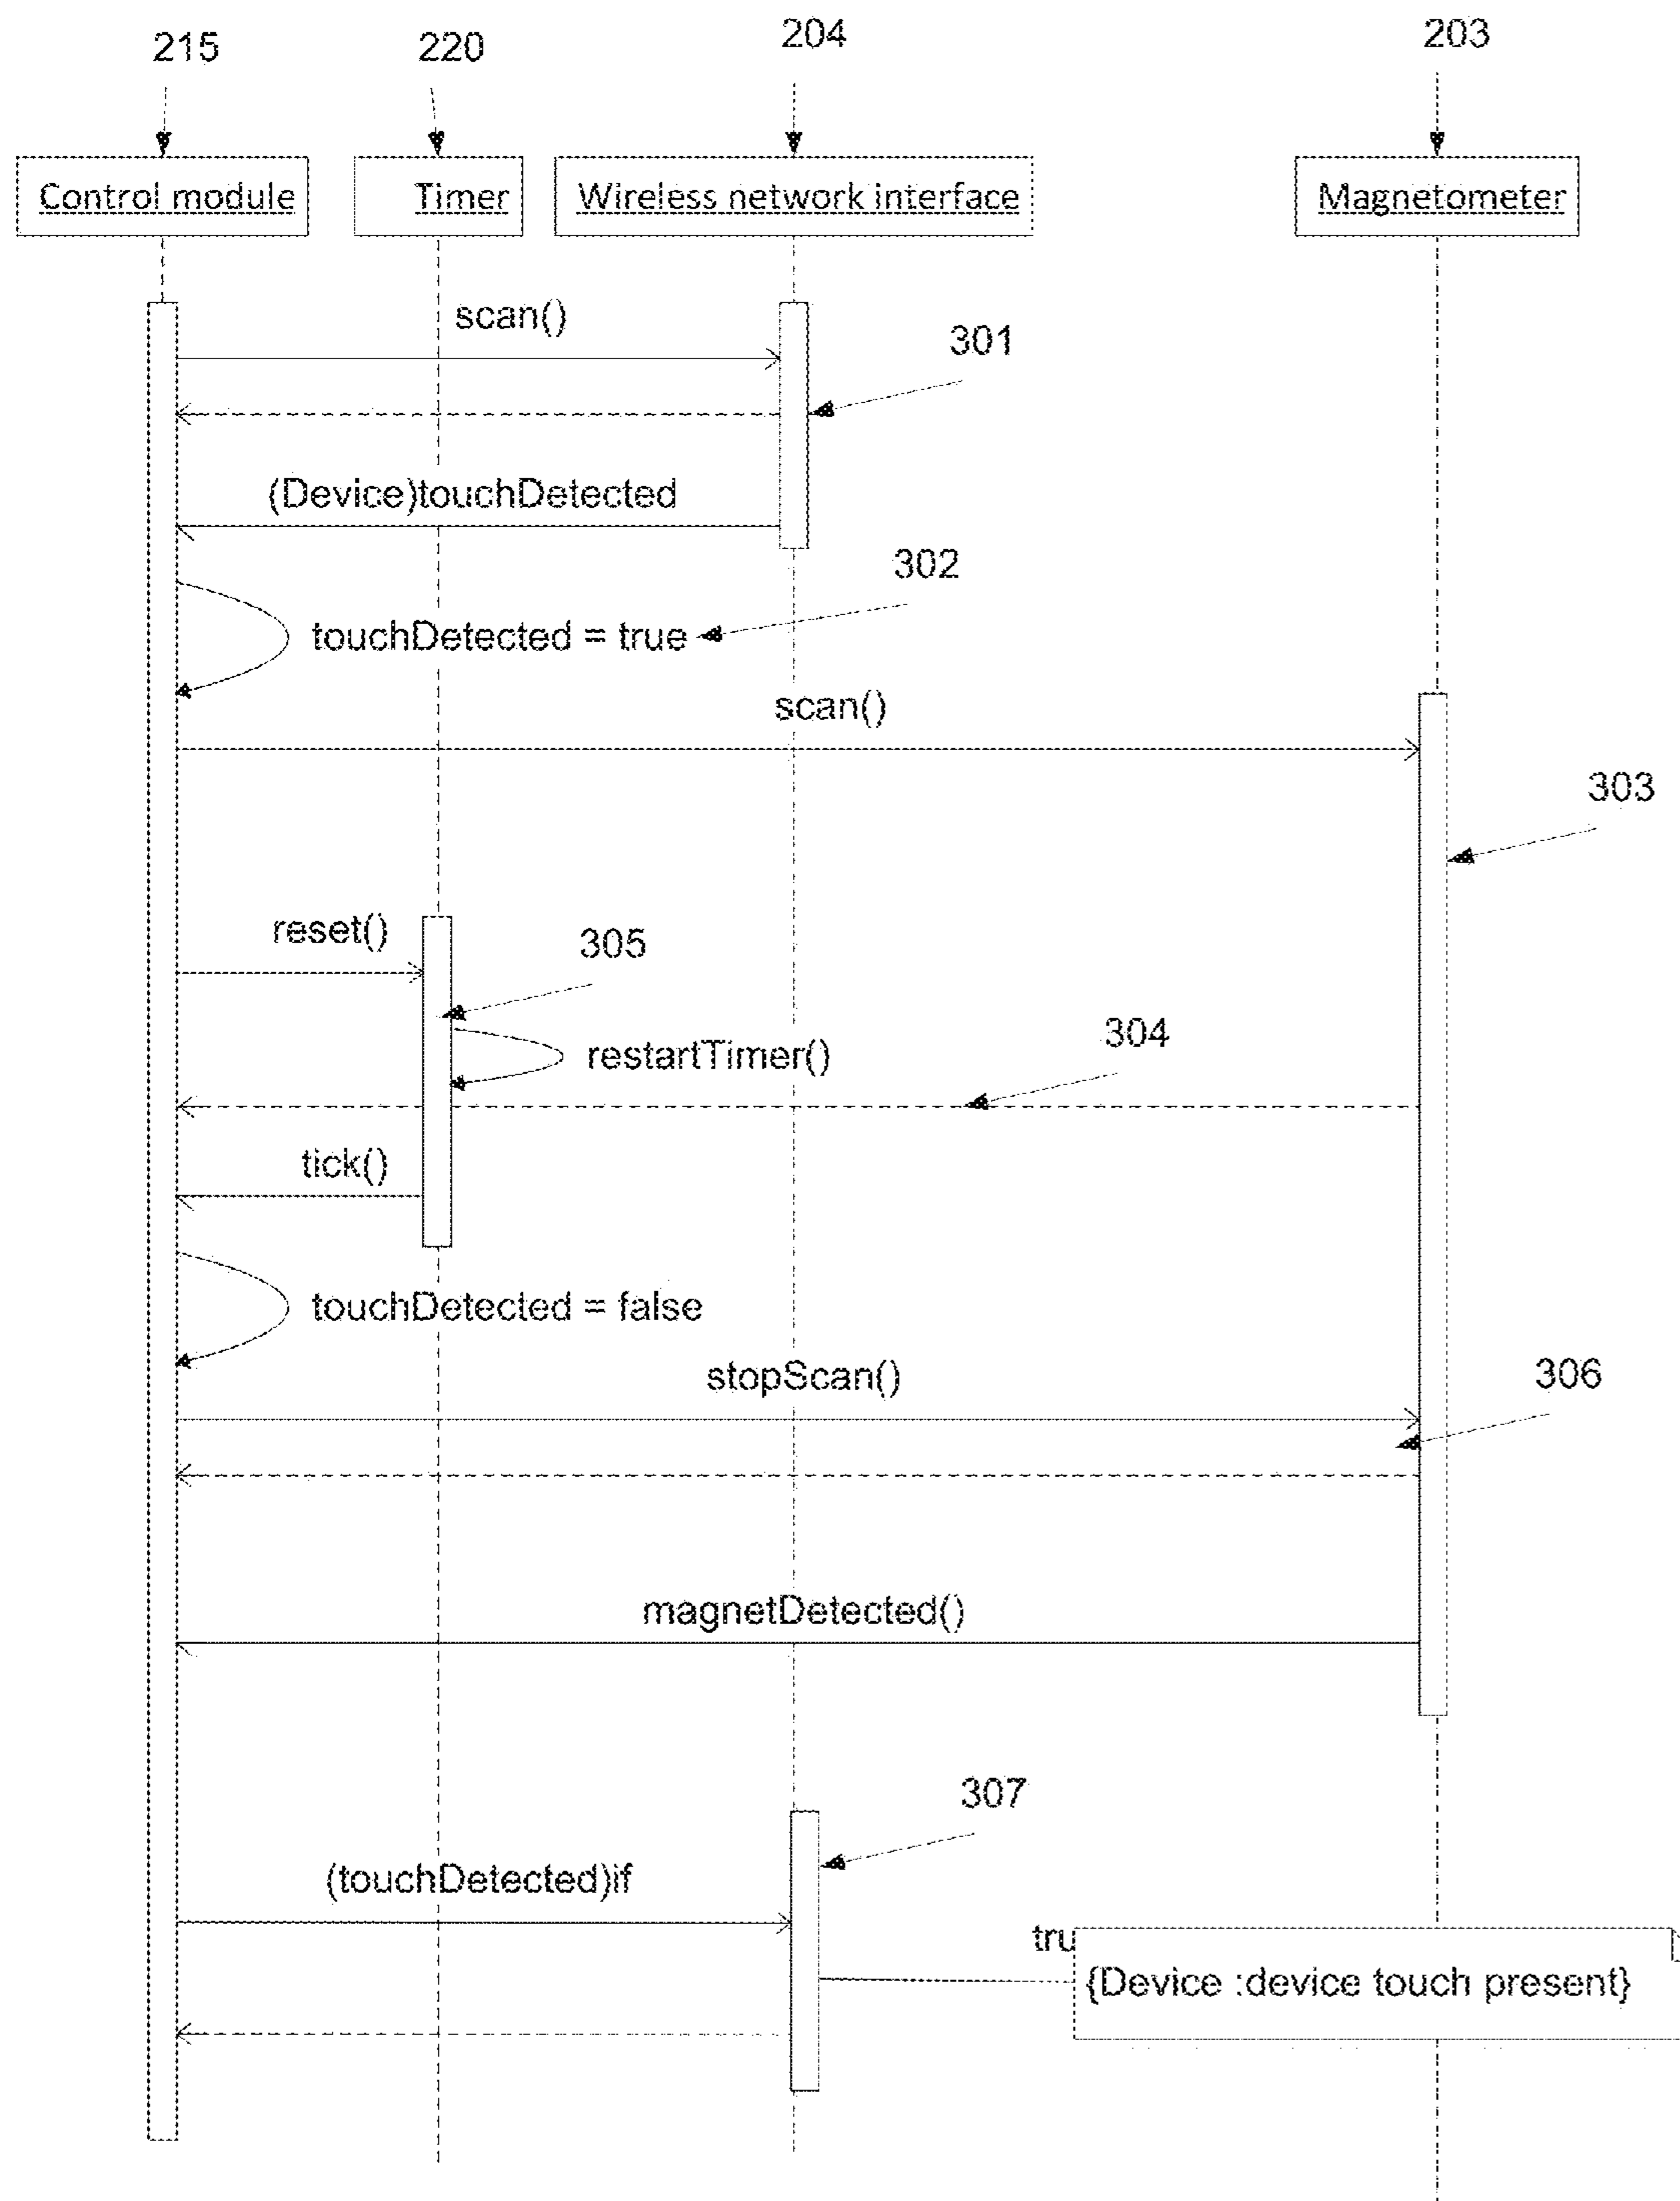 215
220
204
203
Control module
Timer
Wireless network interface
Magnetometer
scan()
301
(Device)touchDetected
302
touchDetected = true
scan()
303
reset()
305
304
restartTimer()
tick()
touchDetected = false
stopScan()
306
magnetDetected()
307
(touchDetected)if
tru
{Device :device touch present}